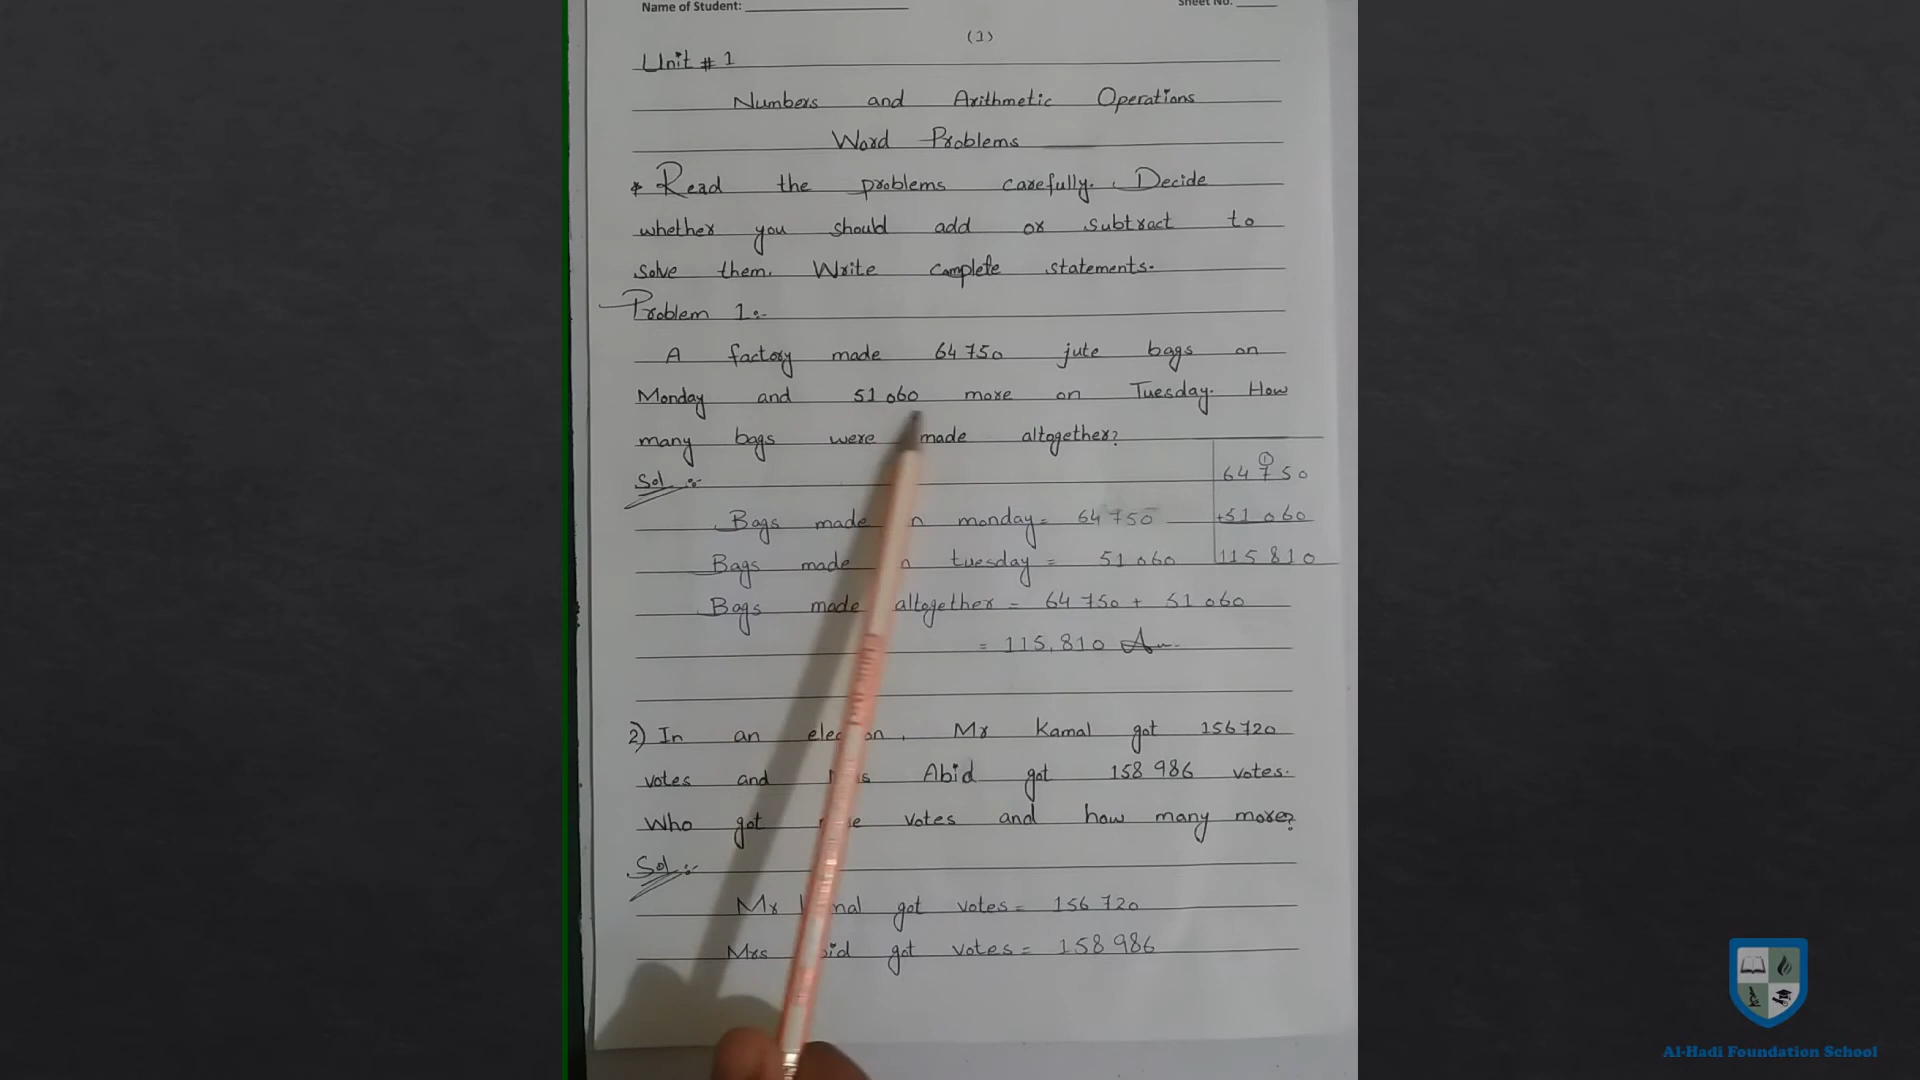 Name of Student:
Sheet No.
(1)
Unit # 1
Numbers and Arithmetic Operations
Word Problems
* Read the problems carefully. Decide
whether you should add or subtract to
solve them. Write complete statements.
Problem 1:-
A factory made 64 750 jute bags on
Monday and 51 060 more on Tuesday. How
many bags were made altogether?
Sol :-
(1)
64 750
+51 060
115 810
Bags made n monday = 64 750
Bags made n tuesday = 51 060
Bags made altogether = 64 750 + 51 060
= 115,810
2) In an on, Mr Kamal got 156720
votes and Abid got 158 986 votes.
Who got votes and how many more?
Sol :-
Mr got votes = 156 720
Mrs got votes = 158 986
Al-Hadi Foundation School